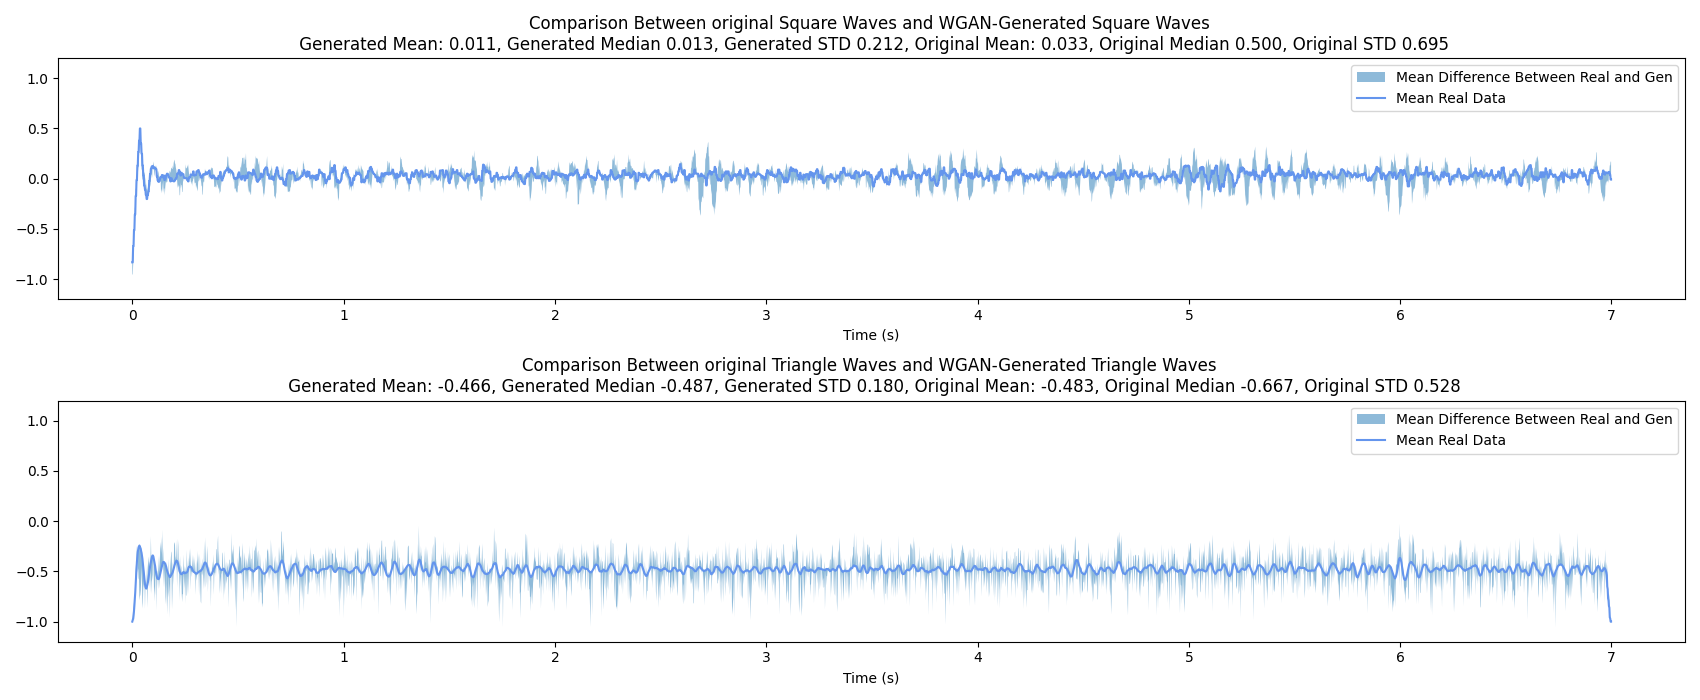 Comparison Between original Square Waves and WGAN-Generated Square Waves
Generated Mean: 0.011, Generated Median 0.013, Generated STD 0.212, Original Mean: 0.033, Original Median 0.500, Original STD 0.695
Mean Difference Between Real and Gen
Mean Real Data
1.0
0.5
0.0
−0.5
−1.0
0 1 2 3 4 5 6 7
Time (s)
Comparison Between original Triangle Waves and WGAN-Generated Triangle Waves
Generated Mean: -0.466, Generated Median -0.487, Generated STD 0.180, Original Mean: -0.483, Original Median -0.667, Original STD 0.528
Mean Difference Between Real and Gen
Mean Real Data
1.0
0.5
0.0
−0.5
−1.0
0 1 2 3 4 5 6 7
Time (s)